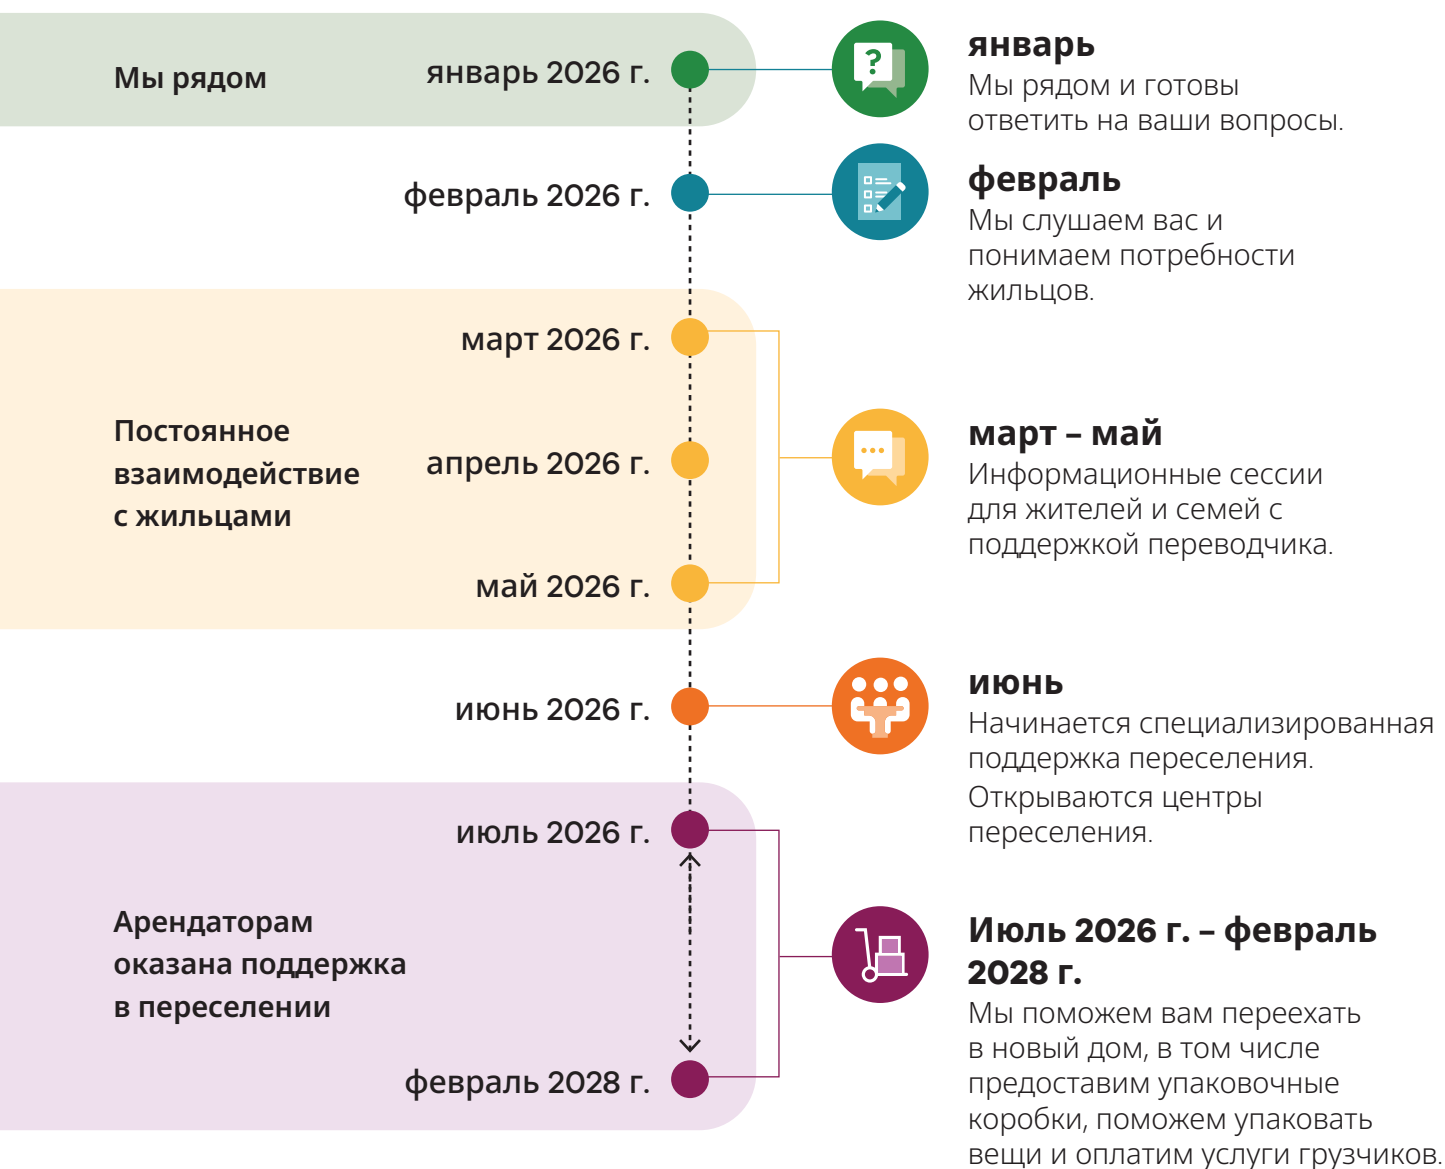 Мы рядом
январь 2026 г.
январь
Мы рядом и готовы
ответить на ваши вопросы.
февраль 2026 г.
февраль
Мы слушаем вас и
понимаем потребности
жильцов.
Постоянное
взаимодействие
с жильцами
март 2026 г.
апрель 2026 г.
май 2026 г.
март – май
Информационные сессии
для жителей и семей с
поддержкой переводчика.
июнь 2026 г.
июнь
Начинается специализированная
поддержка переселения.
Открываются центры
переселения.
Арендаторам
оказана поддержка
в переселении
июль 2026 г.
февраль 2028 г.
Июль 2026 г. – февраль
2028 г.
Мы поможем вам переехать
в новый дом, в том числе
предоставим упаковочные
коробки, поможем упаковать
вещи и оплатим услуги грузчиков.